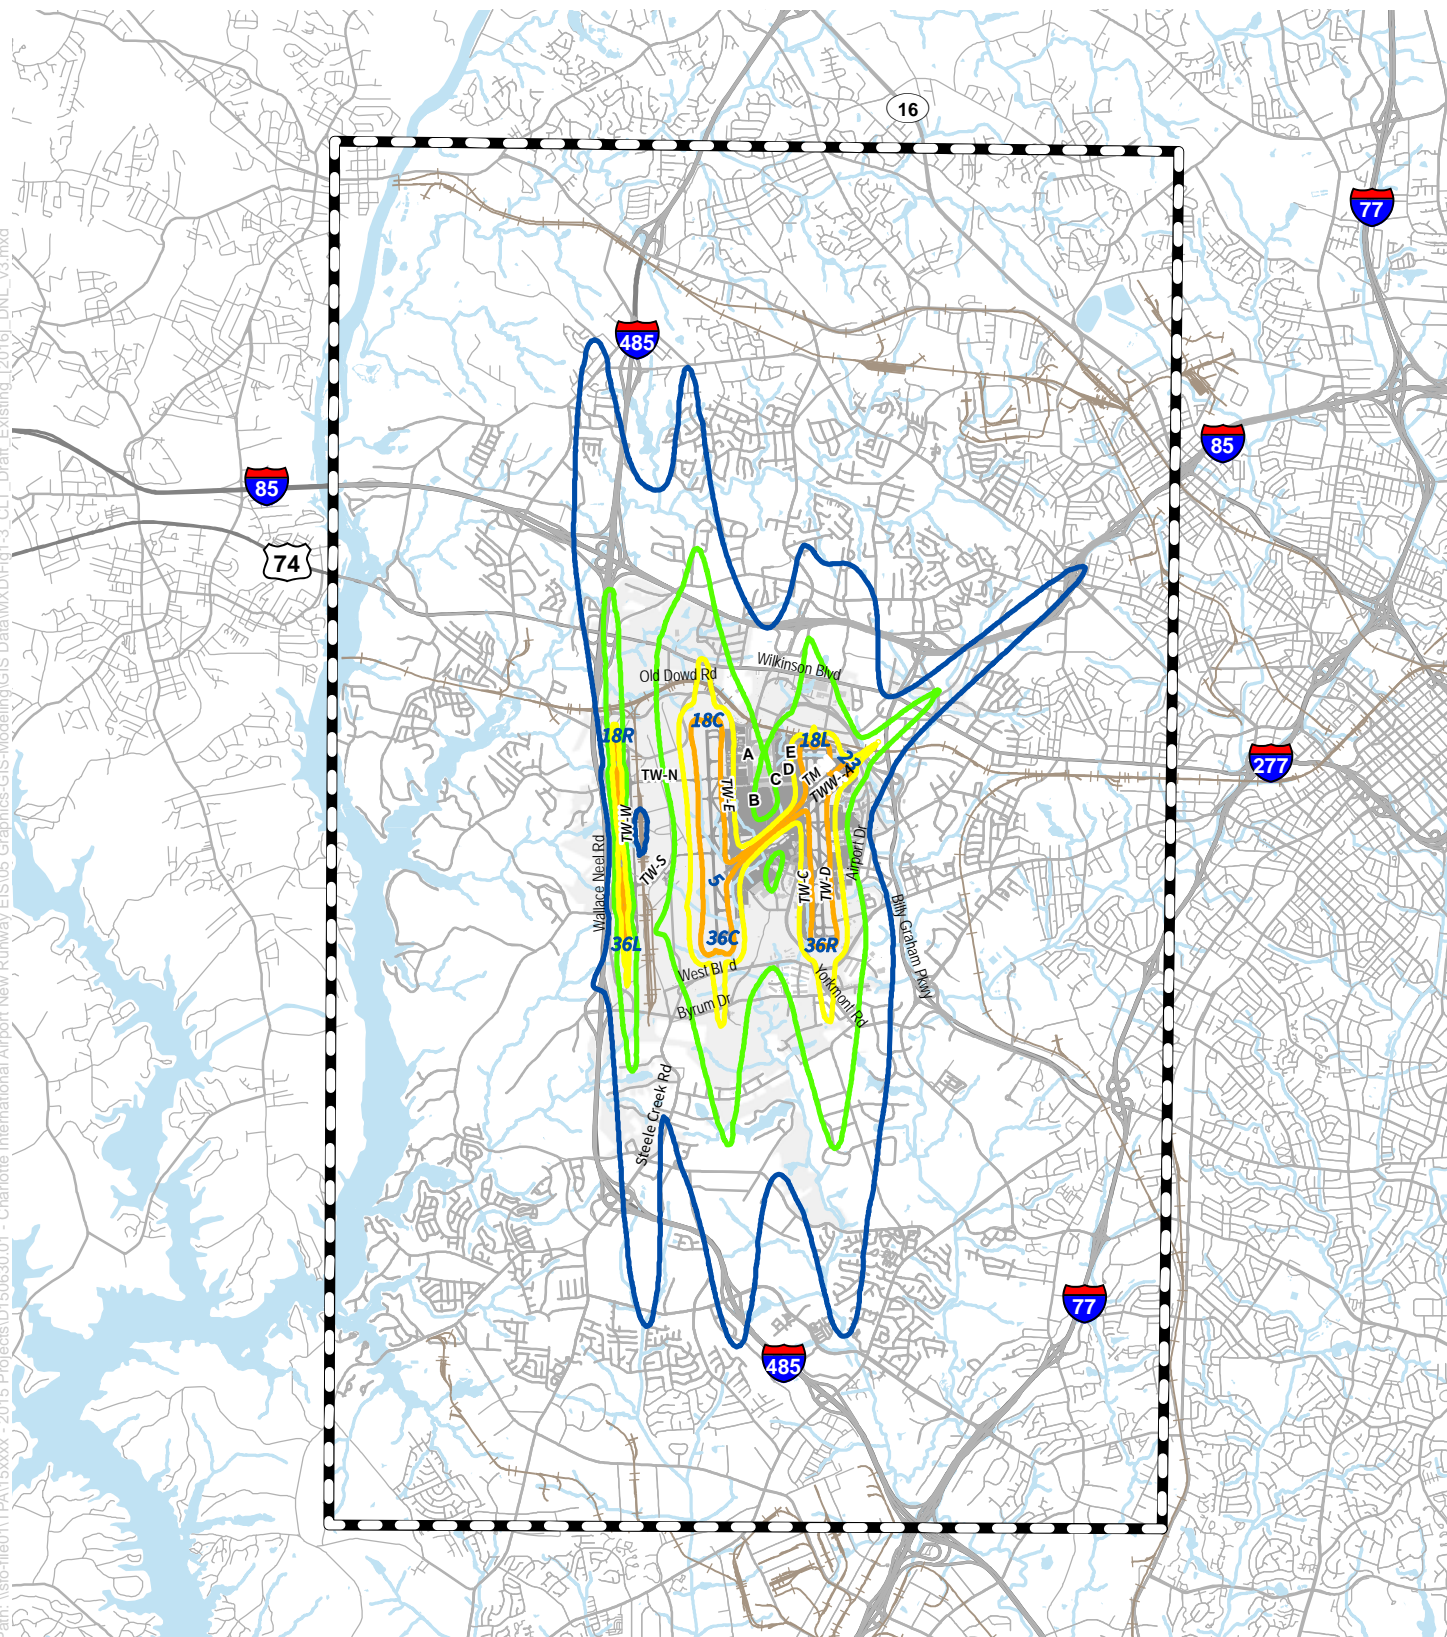 16
77
485
85
85
74
Wilkinson Blvd
Old Dowd Rd
18C
18R
18L
A
E
23
D
TM
TW-N
C
TWW--A
TW-E
B
TW-W
Airport Dr
Wallace Neel Rd
TW-S
5
TW-C
TW-D
277
Billy Graham Pkwy
36L
36C
36R
West Bl d
Yorkmont Rd
Byrum Dr
Steele Creek Rd
77
485